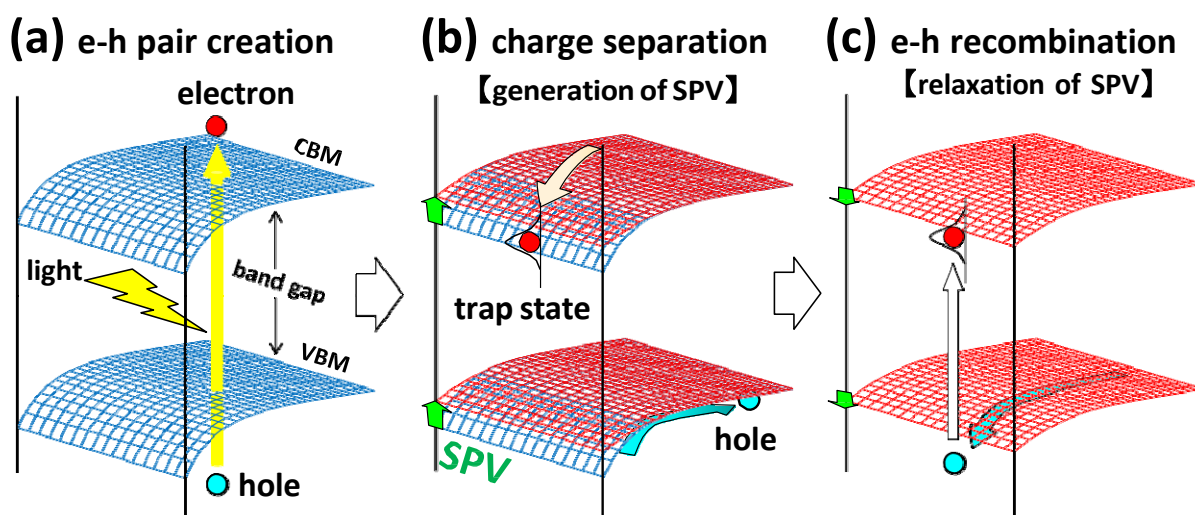 (a) e-h pair creation
electron
CBM
light
band gap
VBM
hole
(b) charge separation
【generation of SPV】
trap state
hole
SPV
(c) e-h recombination
【relaxation of SPV】